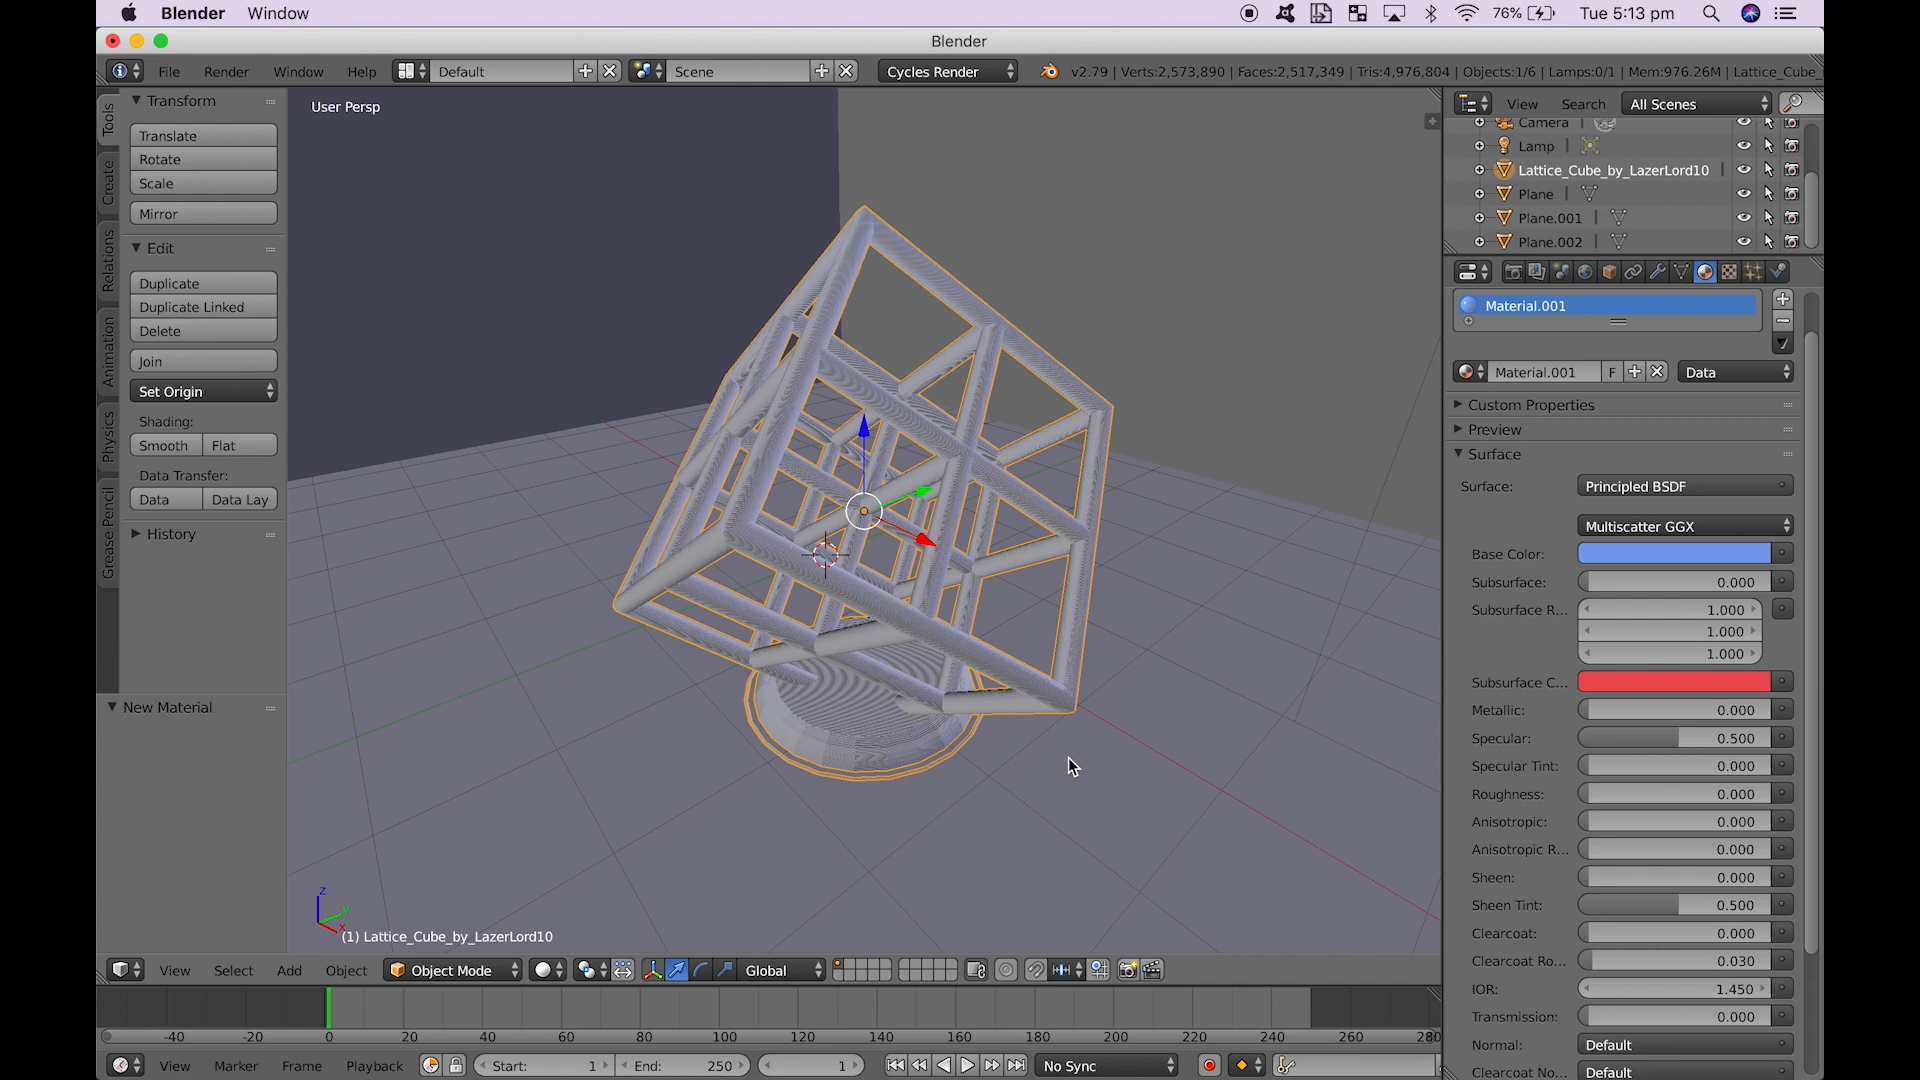 Blender Window 76% Tue 5:13 pm
Blender
File Render Window Help Default Scene Cycles Render v2.79 | Verts:2,573,890 | Faces:2,517,349 | Tris:4,976,804 | Objects:1/6 | Lamps:0/1 | Mem:976.26M | Lattice_Cube_
Tools
Create
Relations
Animation
Physics
Grease Pencil
Transform
Translate
Rotate
Scale
Mirror
Edit
Duplicate
Duplicate Linked
Delete
Join
Set Origin
Shading:
Smooth Flat
Data Transfer:
Data Data Lay
History
New Material
User Persp
z
y
x
(1) Lattice_Cube_by_LazerLord10
View Search All Scenes
Camera
Lamp
Lattice_Cube_by_LazerLord10
Plane
Plane.001
Plane.002
Material.001
Material.001 F Data
Custom Properties
Preview
Surface
Surface: Principled BSDF
Multiscatter GGX
Base Color:
Subsurface: 0.000
Subsurface R... 1.000
1.000
1.000
Subsurface C...
Metallic: 0.000
Specular: 0.500
Specular Tint: 0.000
Roughness: 0.000
Anisotropic: 0.000
Anisotropic R... 0.000
Sheen: 0.000
Sheen Tint: 0.500
Clearcoat: 0.000
Clearcoat Ro... 0.030
IOR: 1.450
Transmission: 0.000
Normal: Default
Clearcoat No... Default
View Select Add Object Object Mode Global
-40 -20 0 20 40 60 80 100 120 140 160 180 200 220 240 260 280
View Marker Frame Playback Start: 1 End: 250 1 No Sync